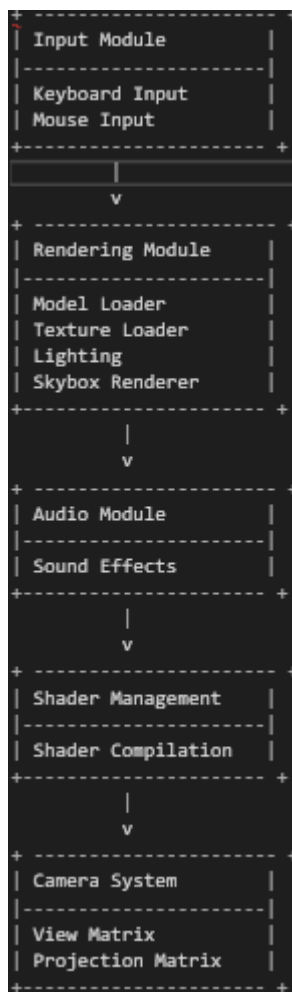 Input Module
Keyboard Input
Mouse Input
v
Rendering Module
Model Loader
Texture Loader
Lighting
Skybox Renderer
v
Audio Module
Sound Effects
v
Shader Management
Shader Compilation
v
Camera System
View Matrix
Projection Matrix